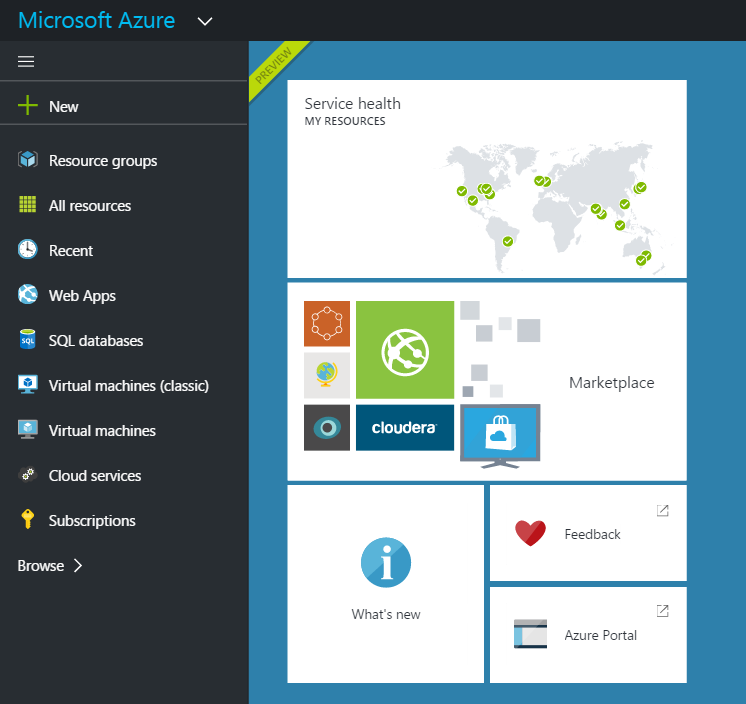 Microsoft Azure
New
Resource groups
All resources
Recent
Web Apps
SQL
SQL databases
Virtual machines (classic)
Virtual machines
Cloud services
Subscriptions
Browse
PREVIEW
Service health
MY RESOURCES
cloudera
Marketplace
What's new
Feedback
Azure Portal